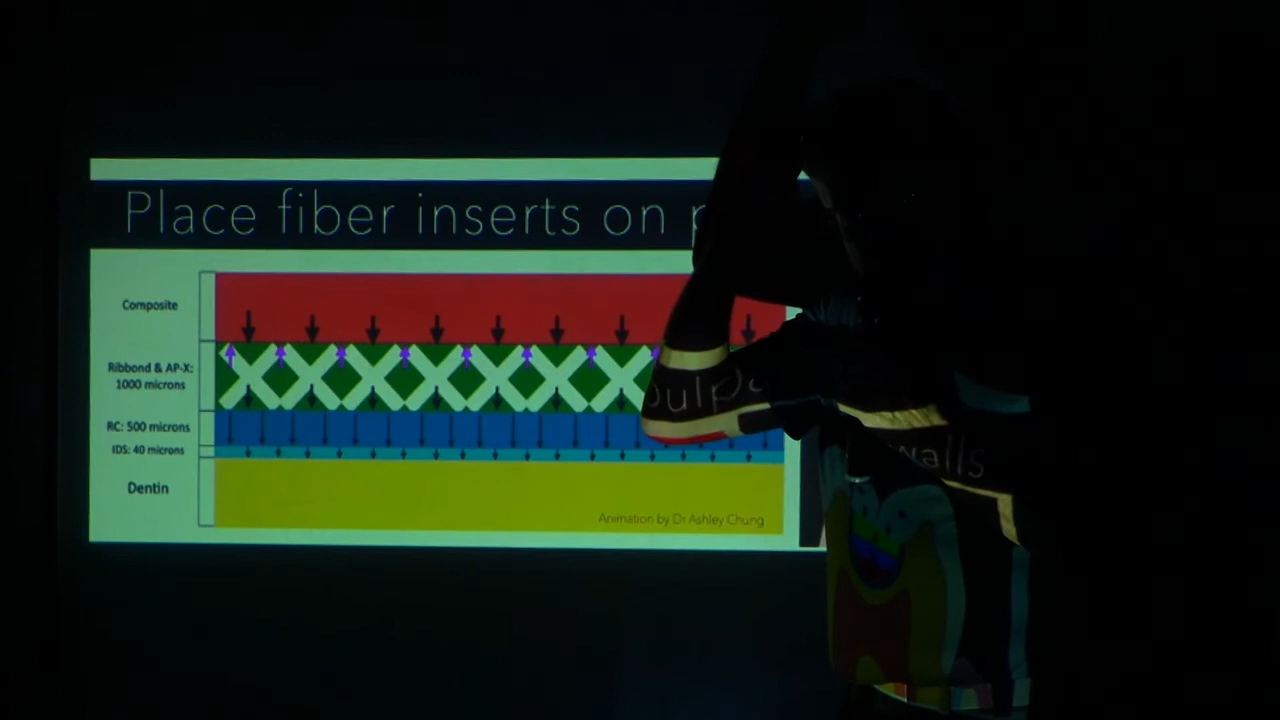 Place fiber inserts on
Composite
Ribbond & AP-X:
1000 microns
RC: 500 microns
IDS: 40 microns
Dentin
Animation by Dr Ashley Chung
walls